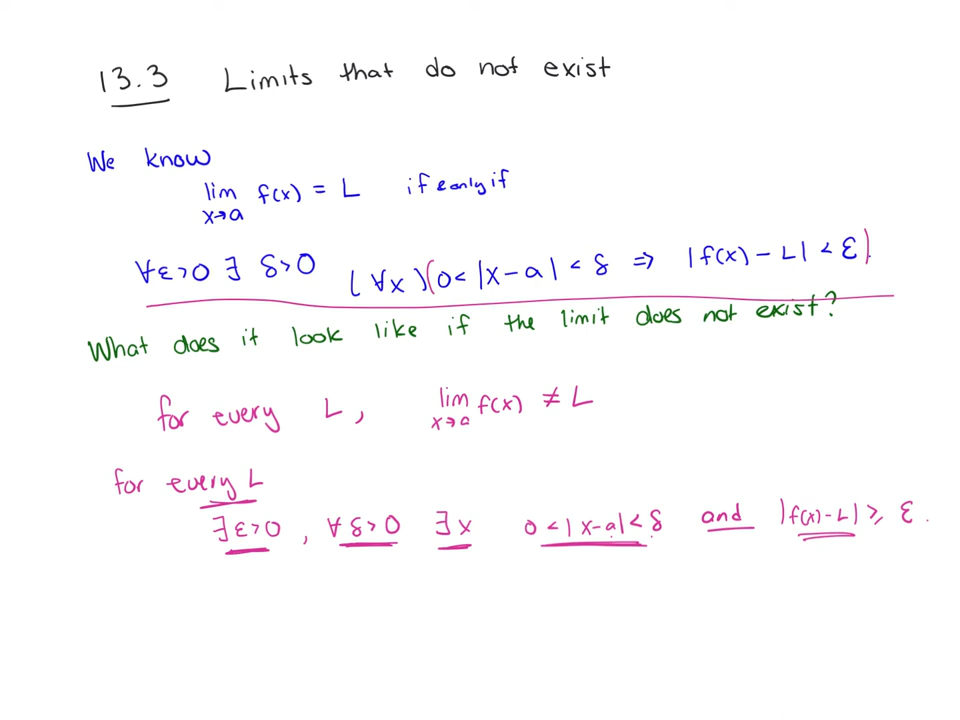 13.3 Limits that do not exist
We know
lim x→a f(x) = L if & only if
∀ε>0 ∃ δ>0 (∀x)(0<|x-a|<δ ⇒ |f(x)-L|<ε)
What does it look like if the limit does not exist?
for every L, lim x→a f(x) ≠ L
for every L
∃ε>0, ∀δ>0 ∃x 0<|x-a|<δ and |f(x)-L|≥ε.